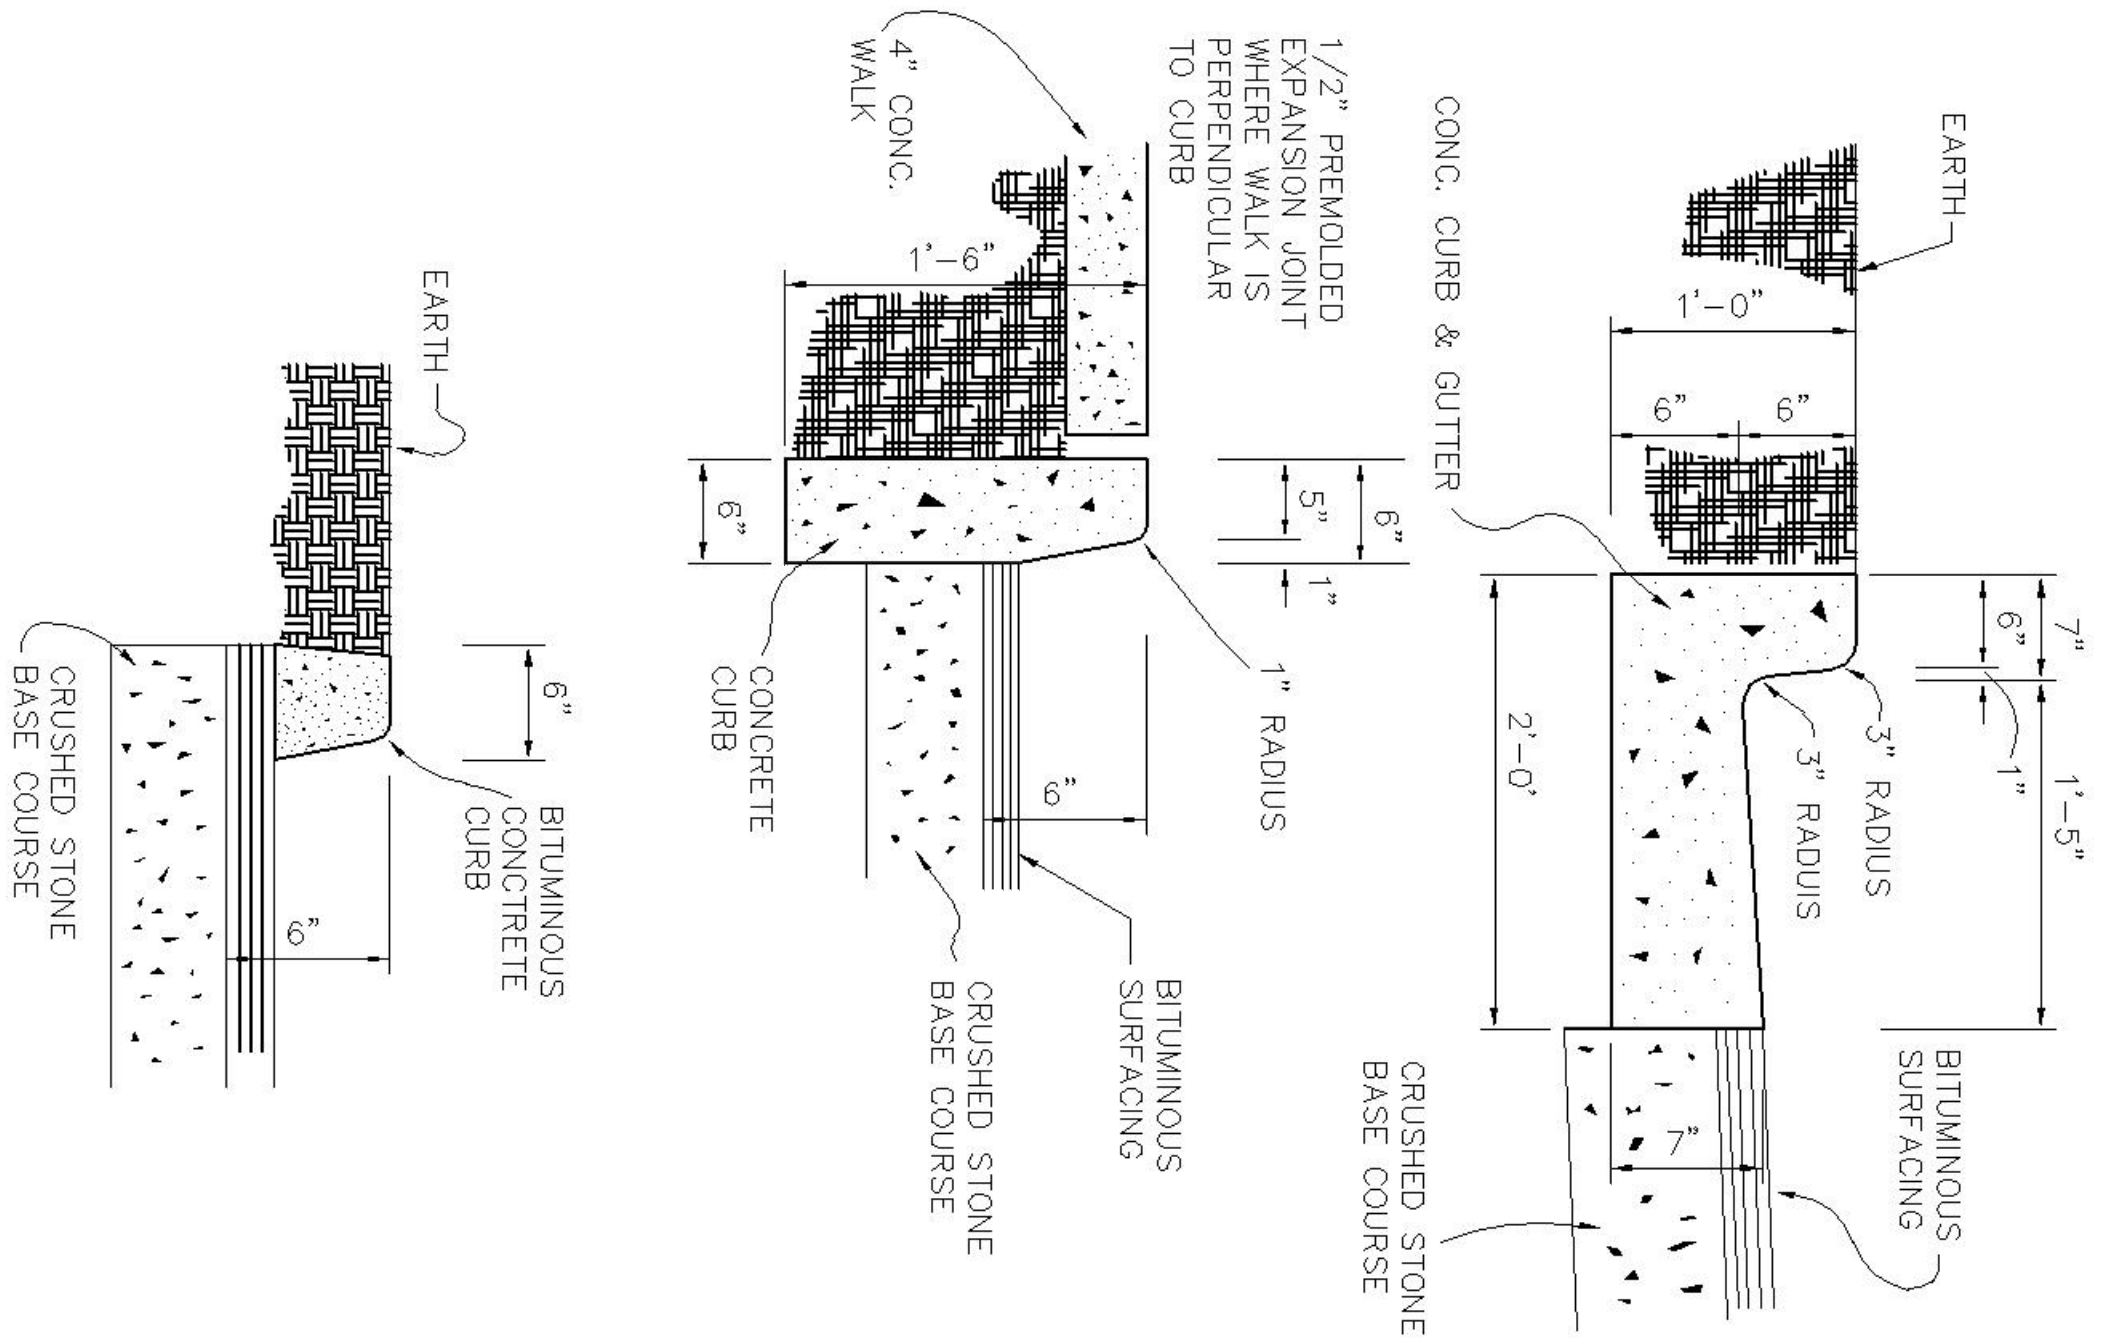 EARTH
1'-0"
6"
6"
7"
6"
1"
1'-5"
3" RADIUS
3" RADUIS
2'-0'
CONC. CURB & GUTTER
BITUMINOUS
SURFACING
7"
CRUSHED STONE
BASE COURSE
1/2" PREMOLDED
EXPANSION JOINT
WHERE WALK IS
PERPENDICULAR
TO CURB
4" CONC.
WALK
1'-6"
6"
5"
1"
6"
1" RADIUS
6"
CONCRETE
CURB
BITUMINOUS
SURFACING
CRUSHED STONE
BASE COURSE
EARTH
6"
BITUMINOUS
CONCTRETE
CURB
6"
CRUSHED STONE
BASE COURSE